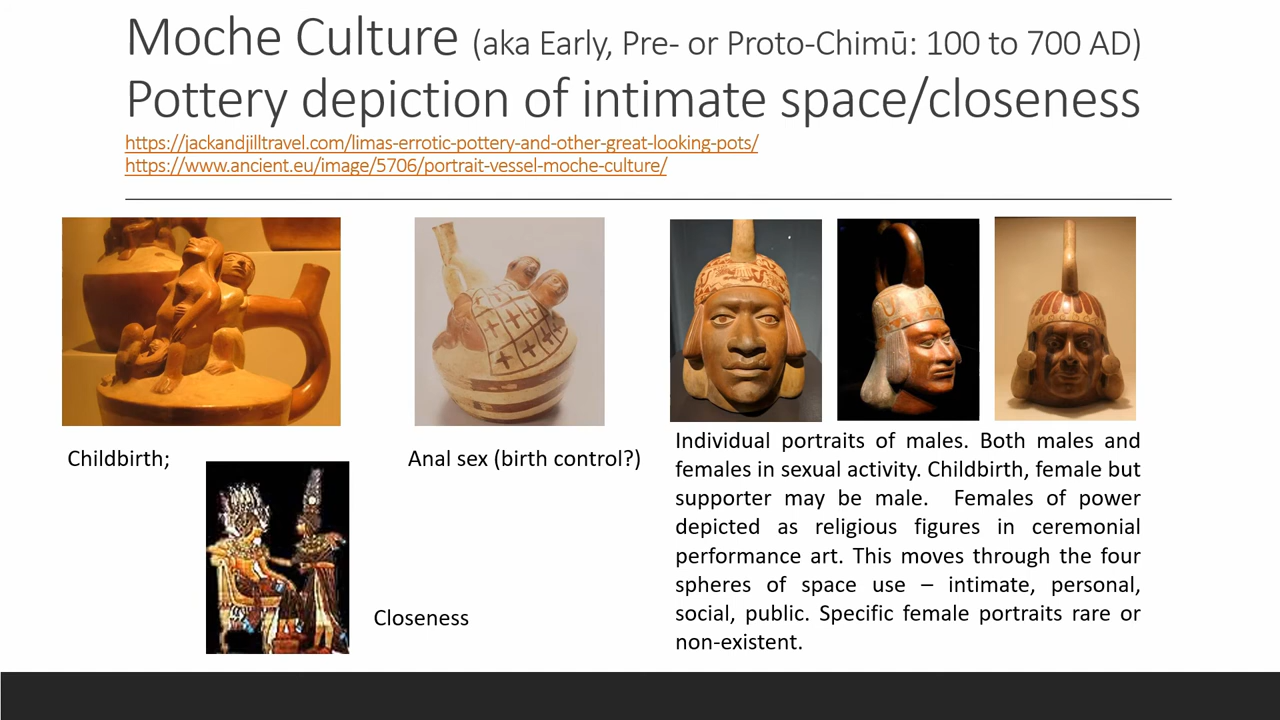 Moche Culture (aka Early, Pre- or Proto-Chimū: 100 to 700 AD)
Pottery depiction of intimate space/closeness
https://jackandjilltravel.com/limas-errotic-pottery-and-other-great-looking-pots/
https://www.ancient.eu/image/5706/portrait-vessel-moche-culture/
Childbirth;
Anal sex (birth control?)
Closeness
Individual portraits of males. Both males and
females in sexual activity. Childbirth, female but
supporter may be male. Females of power
depicted as religious figures in ceremonial
performance art. This moves through the four
spheres of space use – intimate, personal,
social, public. Specific female portraits rare or
non-existent.